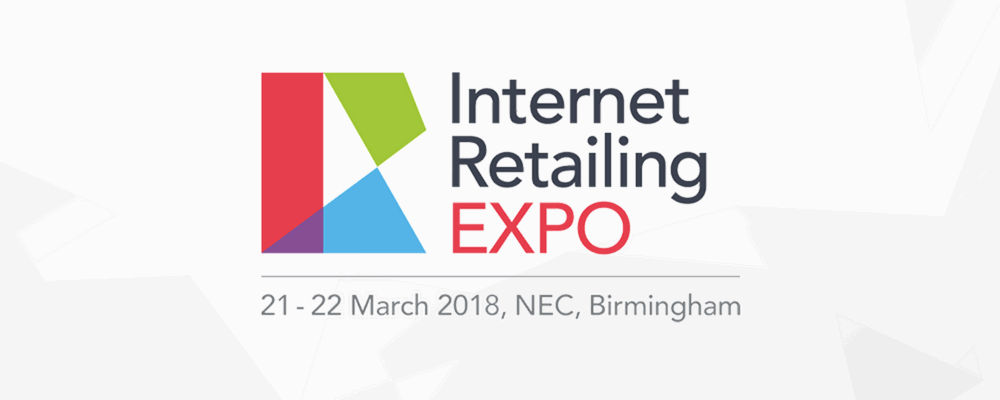 Internet
Retailing
EXPO
21 - 22 March 2018, NEC, Birmingham